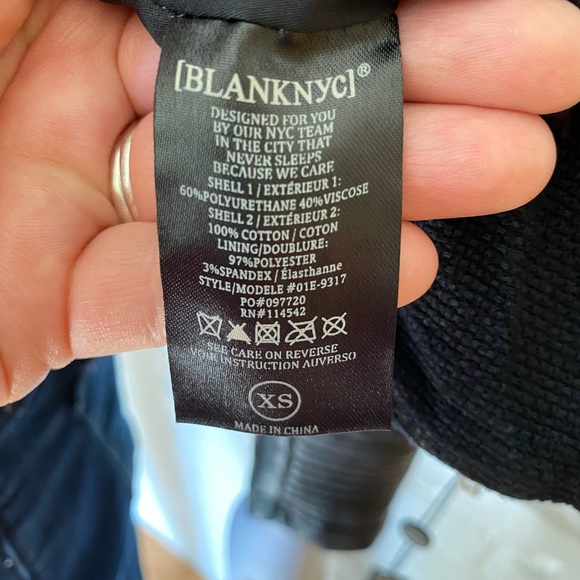 [BLANKNYC]®
DESIGNED FOR YOU
BY OUR NYC TEAM
IN THE CITY THAT
NEVER SLEEPS
BECAUSE WE CARE
SHELL 1 / EXTÉRIEUR 1:
60%POLYURETHANE 40%VISCOSE
SHELL 2 / EXTÉRIEUR 2:
100% COTTON / COTON
LINING/DOUBLURE:
97%POLYESTER
3%SPANDEX / Élasthanne
STYLE/MODELE #01E-9317
PO#097720
RN#114542
SEE CARE ON REVERSE
VOIR INSTRUCTION AUVERSO
XS
MADE IN CHINA